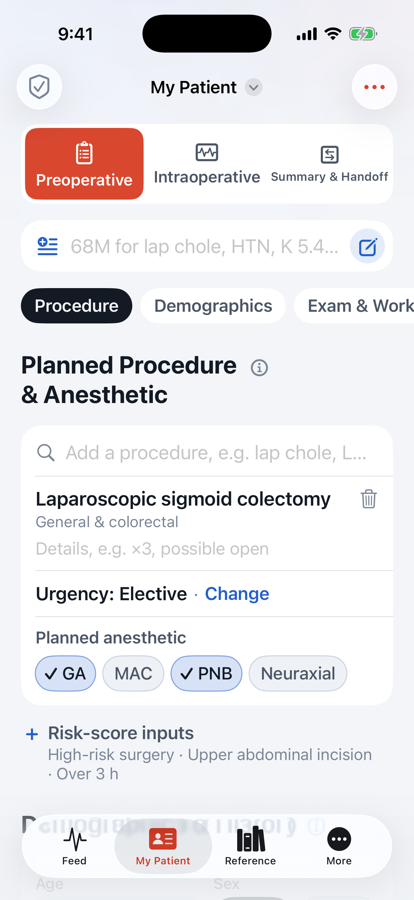 9:41
My Patient
Preoperative
Intraoperative
Summary & Handoff
68M for lap chole, HTN, K 5.4...
Procedure
Demographics
Exam & Work
Planned Procedure
& Anesthetic
Add a procedure, e.g. lap chole, L...
Laparoscopic sigmoid colectomy
General & colorectal
Details, e.g. ×3, possible open
Urgency: Elective · Change
Planned anesthetic
✓ GA
MAC
✓ PNB
Neuraxial
+ Risk-score inputs
High-risk surgery · Upper abdominal incision
· Over 3 h
Feed
My Patient
Reference
More
Age
Sex